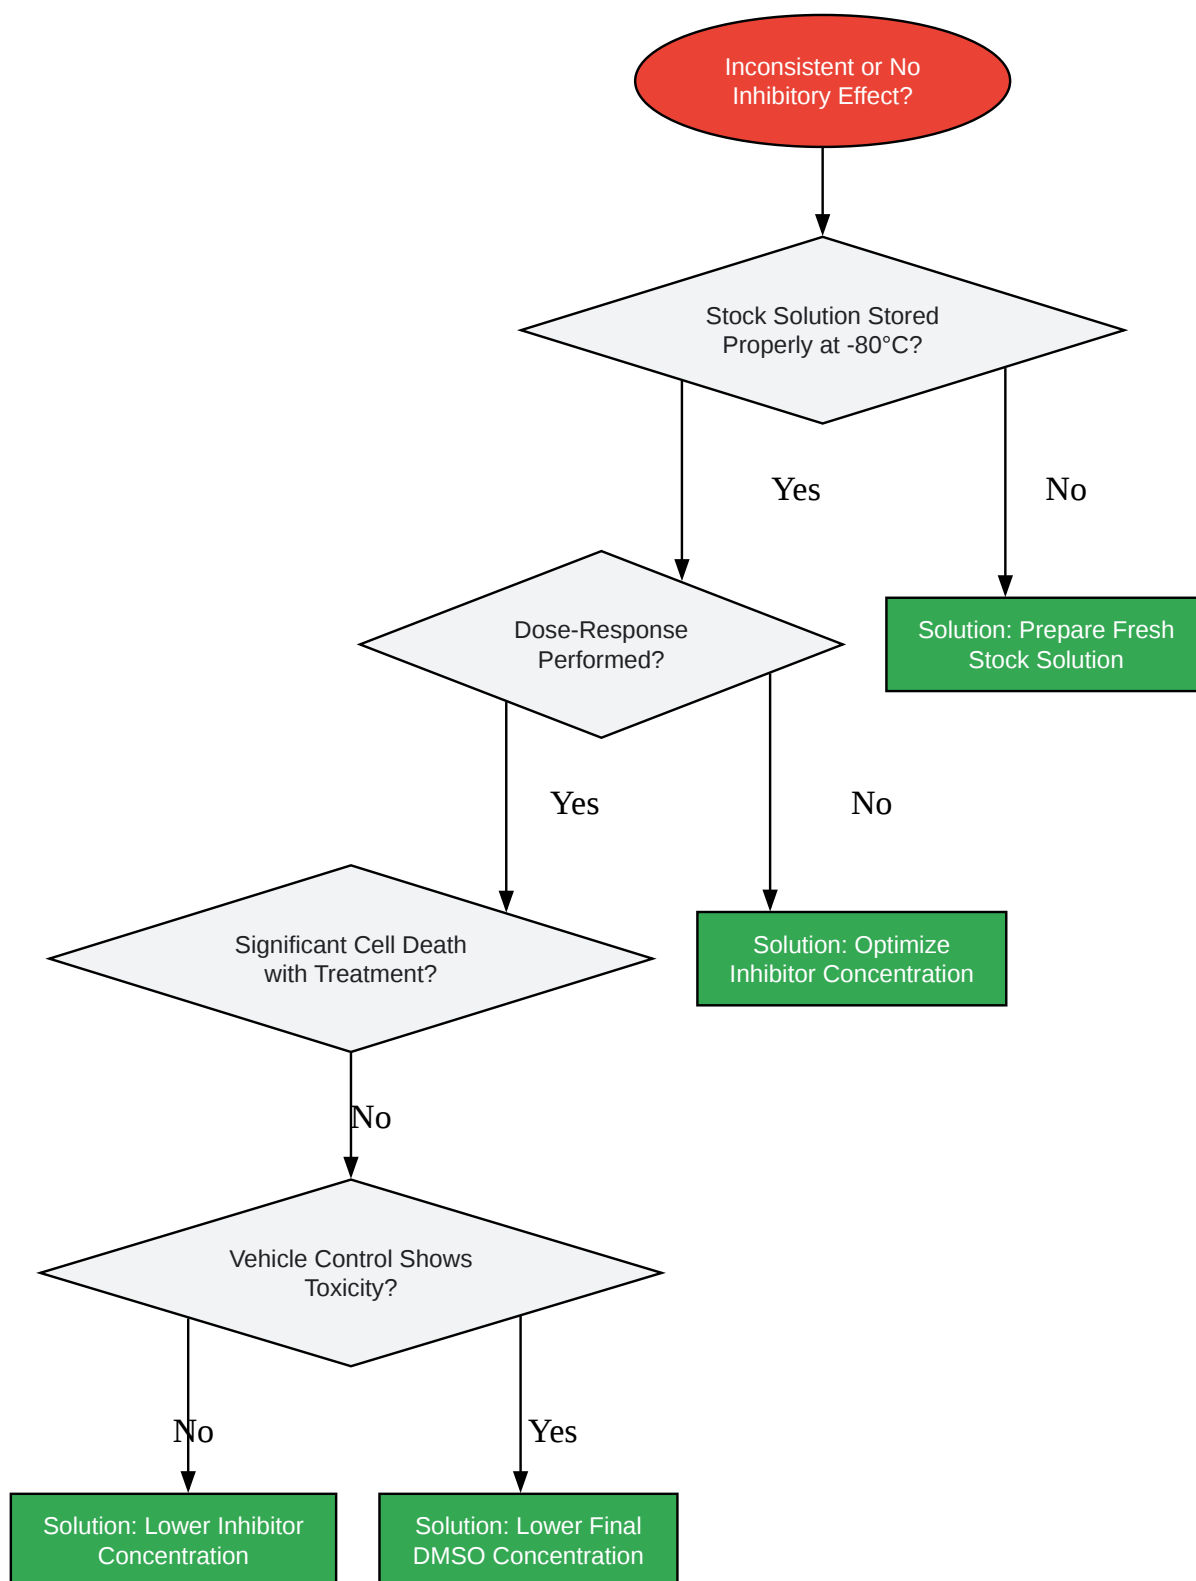 Inconsistent or No
Inhibitory Effect?
Stock Solution Stored
Properly at -80°C?
Yes
No
Dose-Response
Performed?
Solution: Prepare Fresh
Stock Solution
Yes
No
Significant Cell Death
with Treatment?
Solution: Optimize
Inhibitor Concentration
No
Vehicle Control Shows
Toxicity?
No
Yes
Solution: Lower Inhibitor
Concentration
Solution: Lower Final
DMSO Concentration